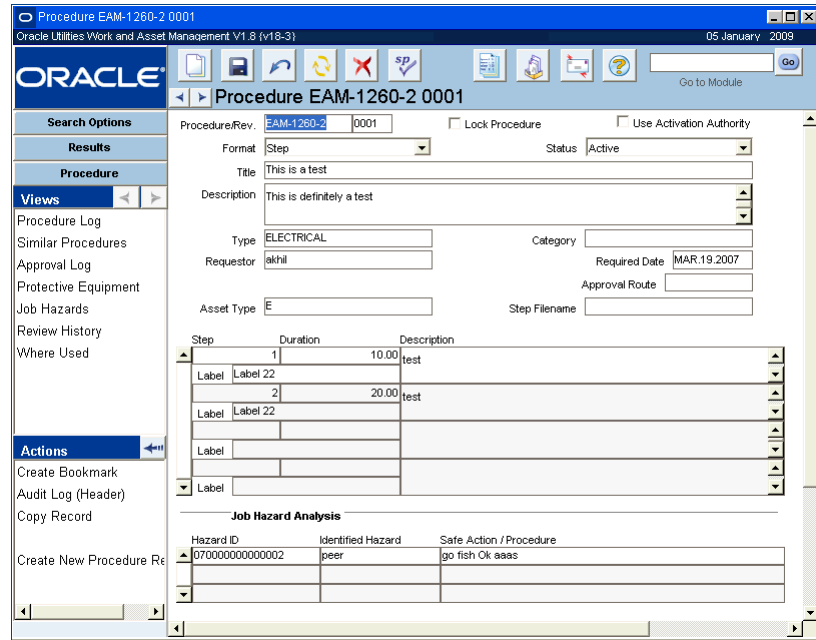 Procedure EAM-1260-2 0001
Oracle Utilities Work and Asset Management V1.8 {v18-3}
05 January 2009
ORACLE
sp
Go
Go to Module
Procedure EAM-1260-2 0001
Search Options
Results
Procedure
Views
Procedure Log
Similar Procedures
Approval Log
Protective Equipment
Job Hazards
Review History
Where Used
Actions
Create Bookmark
Audit Log (Header)
Copy Record
Create New Procedure Re
Procedure/Rev. EAM-1260-2 0001 Lock Procedure Use Activation Authority
Format Step Status Active
Title This is a test
Description This is definitely a test
Type ELECTRICAL Category
Requestor akhil Required Date MAR.19.2007
Approval Route
Asset Type E Step Filename
Step Duration Description
1 10.00 test
Label Label 22
2 20.00 test
Label Label 22
Label
Label
Job Hazard Analysis
Hazard ID Identified Hazard Safe Action / Procedure
070000000000002 peer go fish Ok aaas